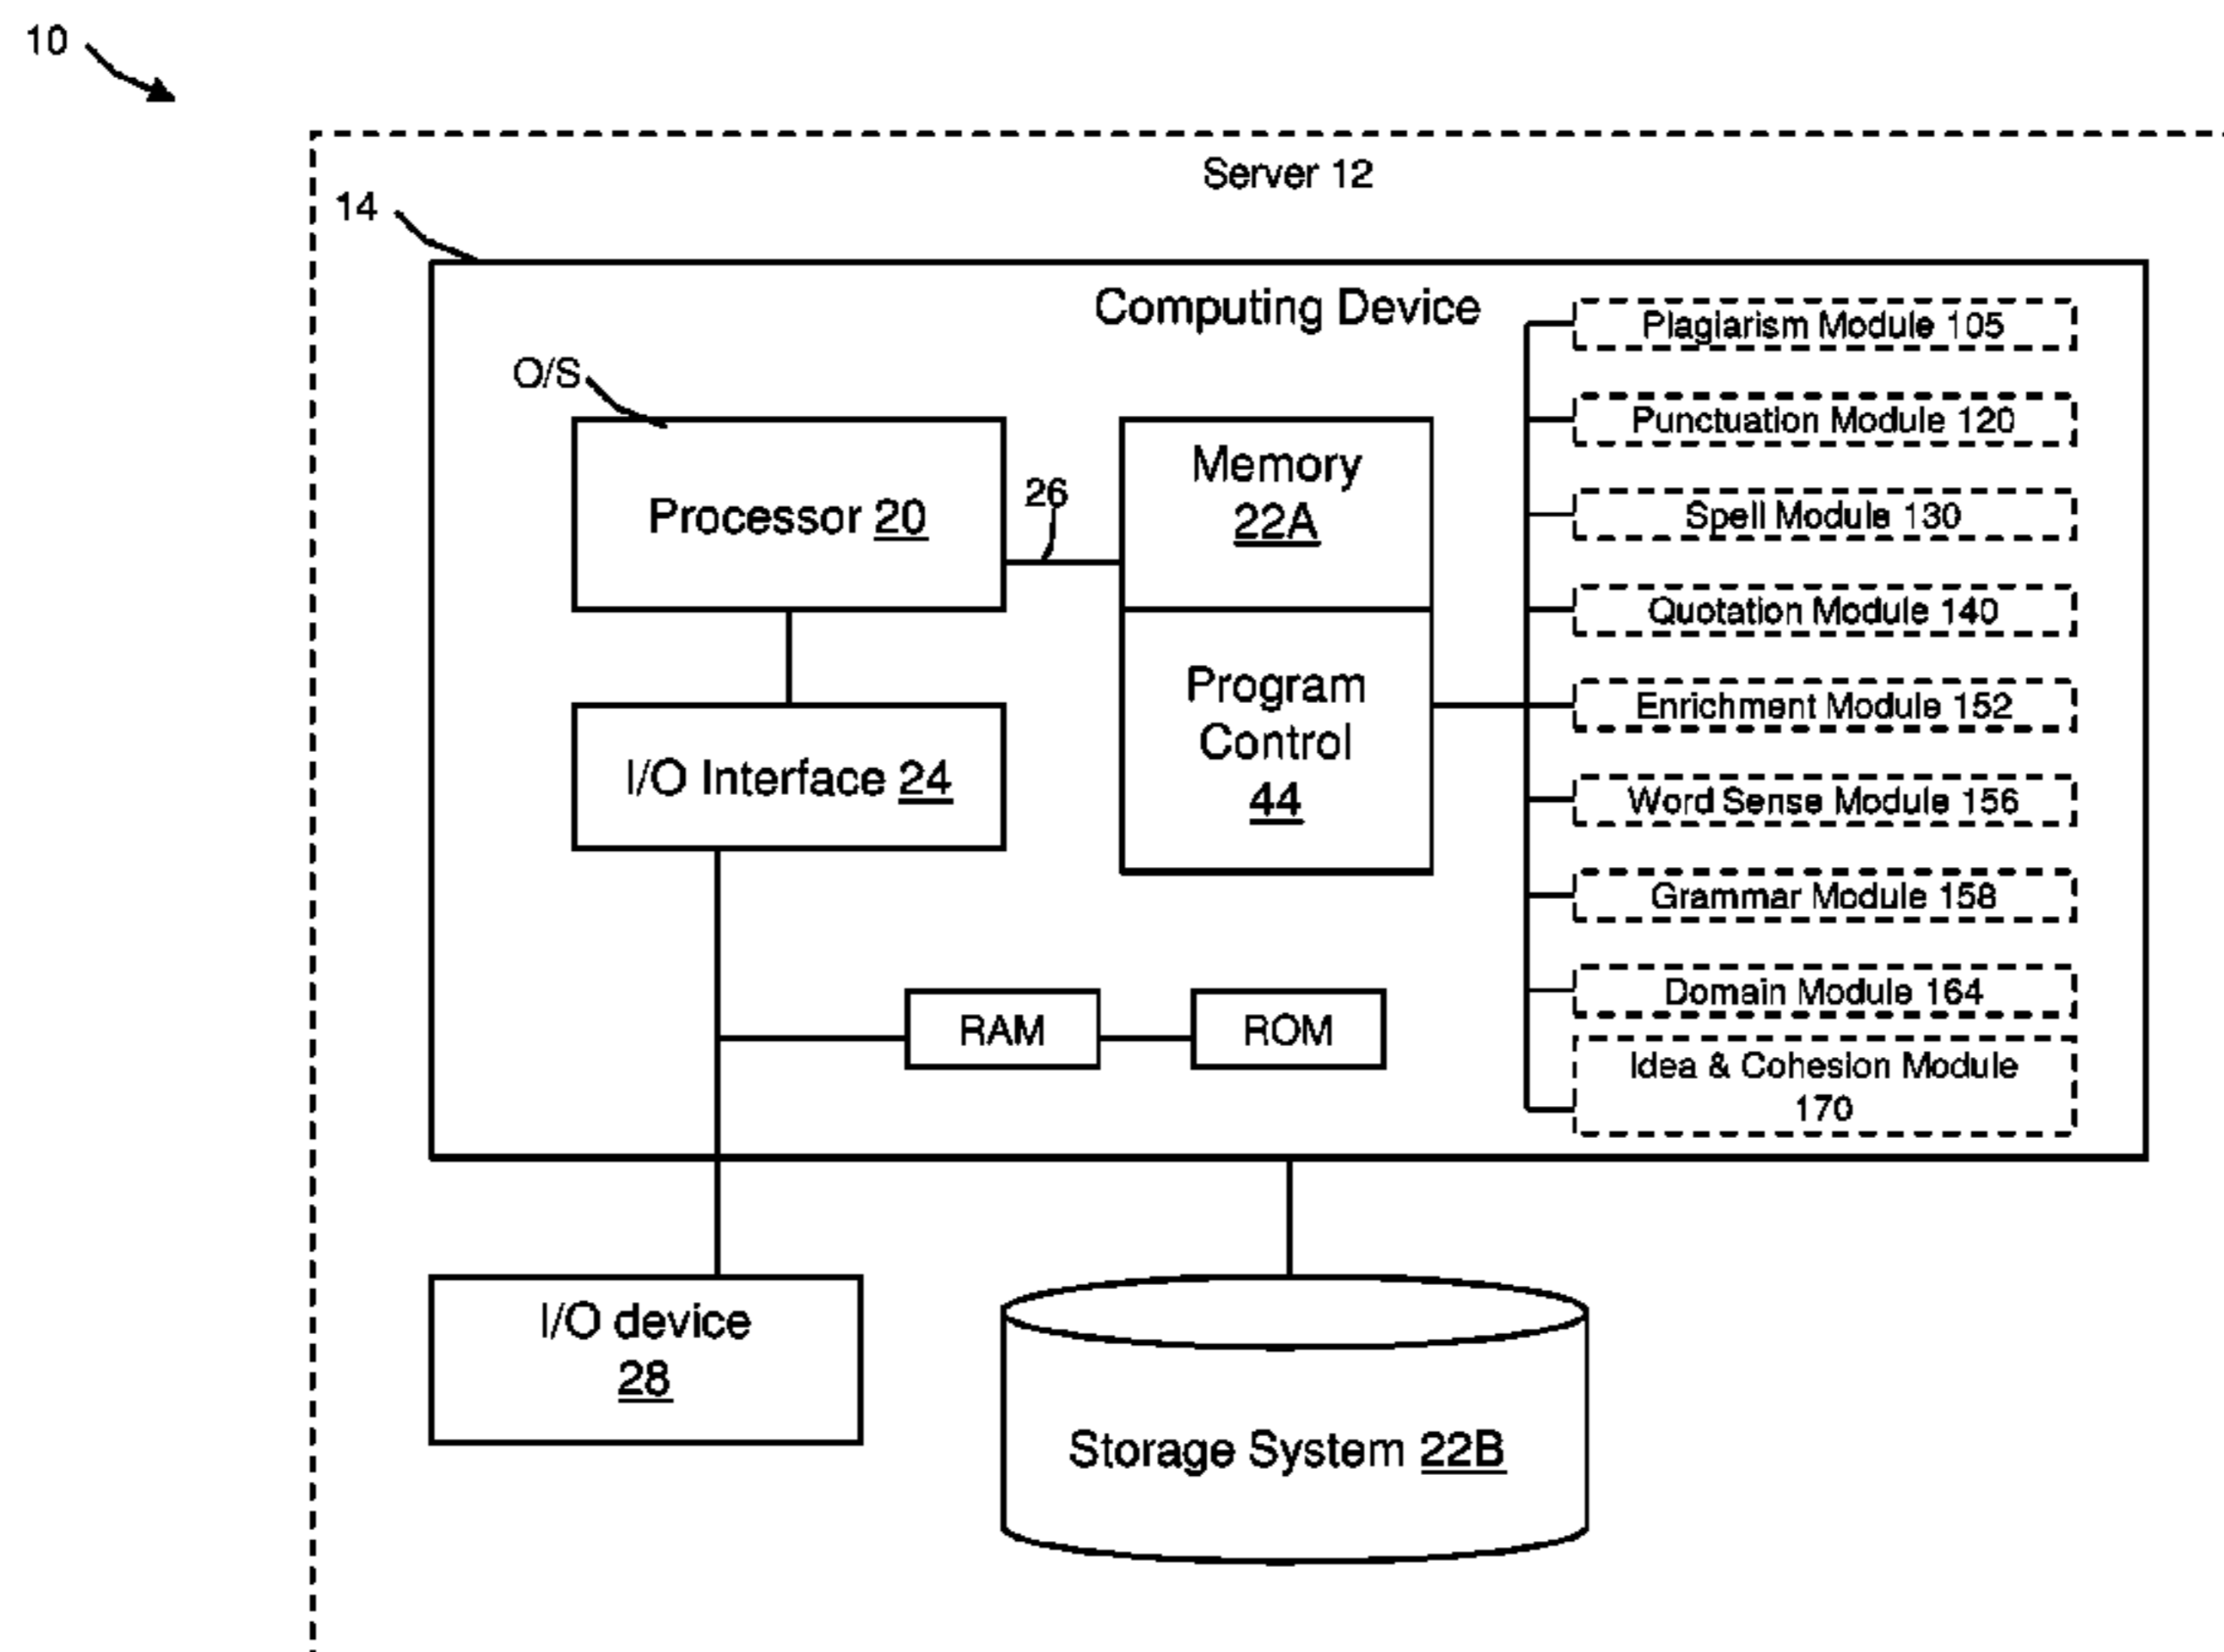 10
Server 12
14
Computing Device
O/S
Processor 20
26
Memory
22A
Program
Control
44
I/O Interface 24
RAM
ROM
Plagiarism Module 105
Punctuation Module 120
Spell Module 130
Quotation Module 140
Enrichment Module 152
Word Sense Module 156
Grammar Module 158
Domain Module 164
Idea & Cohesion Module
170
I/O device
28
Storage System 22B